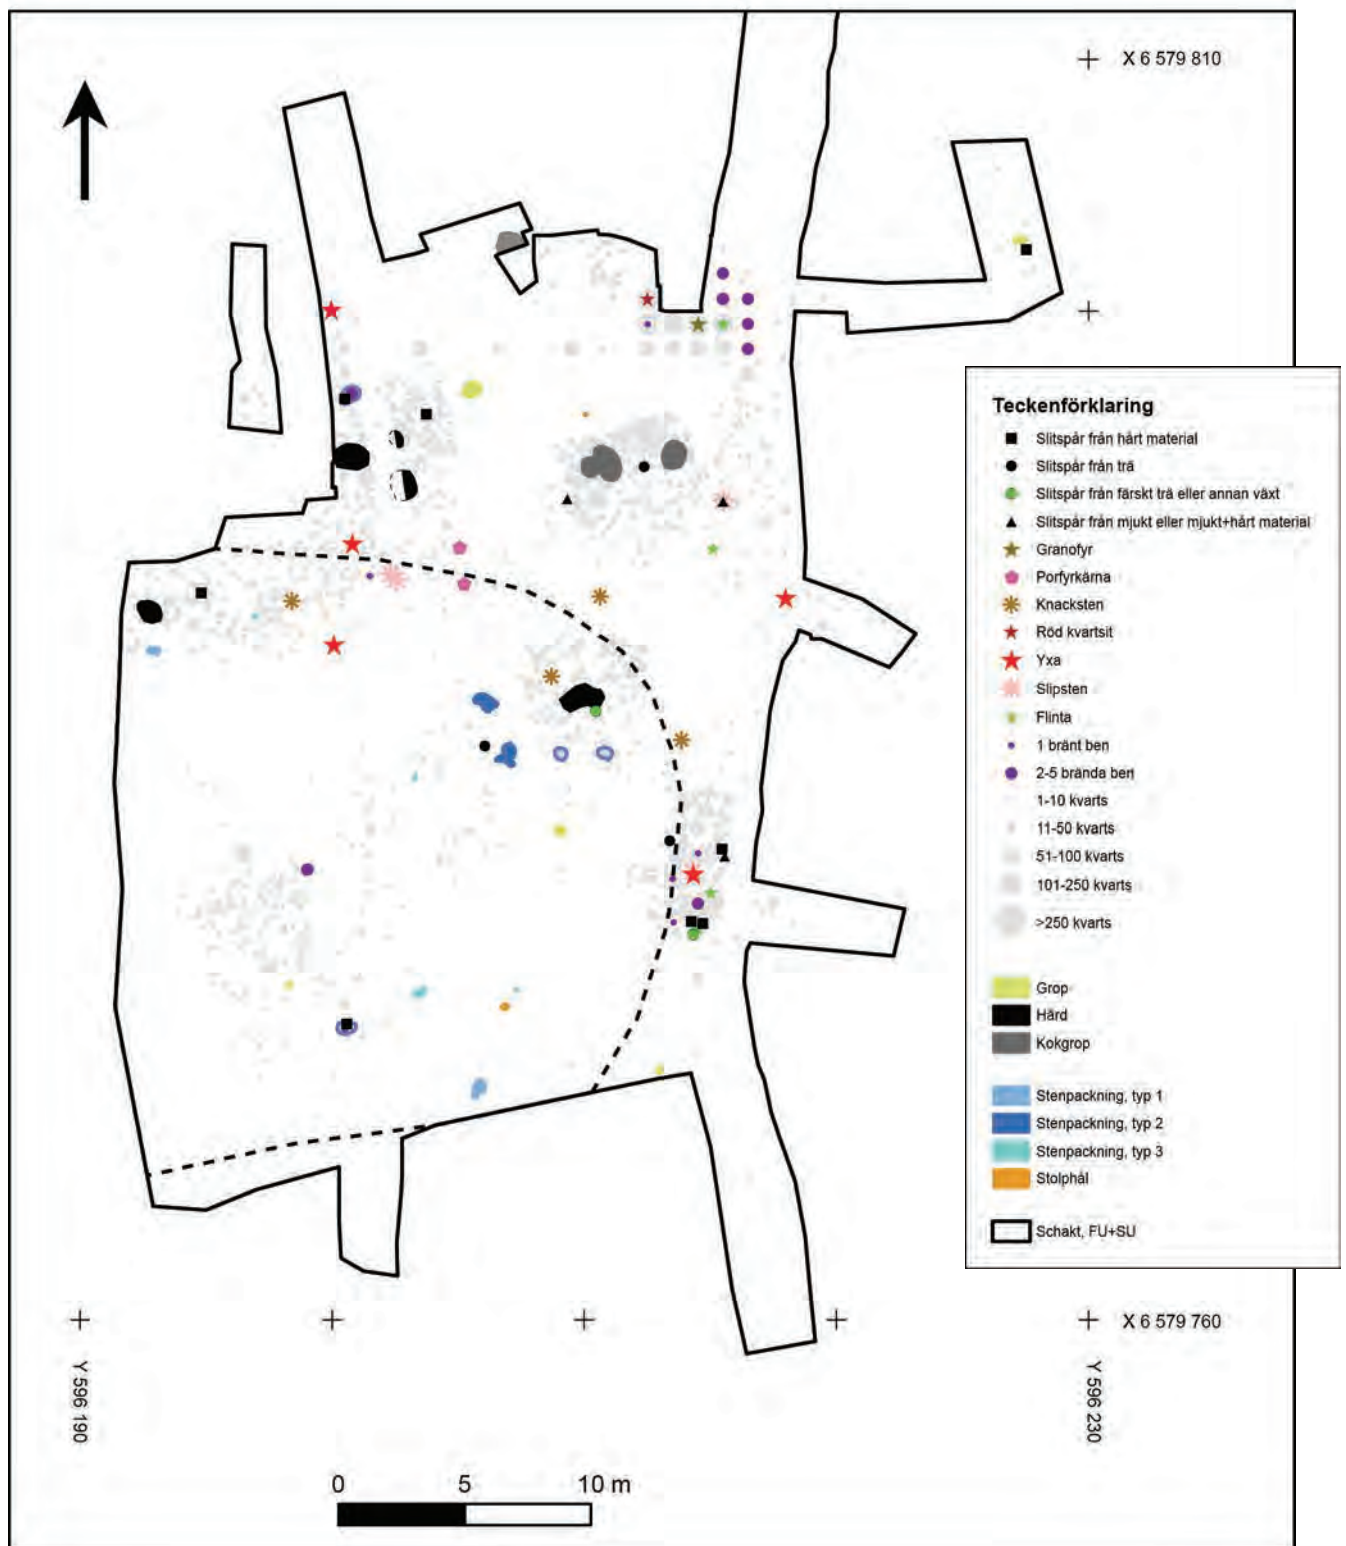 X 6 579 810
Teckenförklaring
Slitspår från hårt material
Slitspår från trä
Slitspår från färskt trä eller annan växt
Slitspår från mjukt eller mjukt+hårt material
Granofyr
Porfyrkärna
Knacksten
Röd kvartsit
Yxa
Slipsten
Flinta
1 bränt ben
2-5 brända ben
1-10 kvarts
11-50 kvarts
51-100 kvarts
101-250 kvarts
>250 kvarts
Grop
Härd
Kokgrop
Stenpackning, typ 1
Stenpackning, typ 2
Stenpackning, typ 3
Stolphål
Schakt, FU+SU
X 6 579 760
Y 596 190
Y 596 230
0 5 10 m